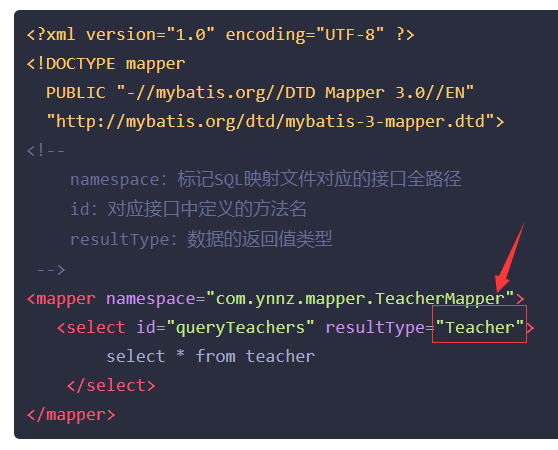 <?xml version="1.0" encoding="UTF-8" ?>
<!DOCTYPE mapper
PUBLIC "-//mybatis.org//DTD Mapper 3.0//EN"
"http://mybatis.org/dtd/mybatis-3-mapper.dtd">
<!--
namespace：标记SQL映射文件对应的接口全路径
id：对应接口中定义的方法名
resultType：数据的返回值类型
-->
<mapper namespace="com.ynnz.mapper.TeacherMapper">
<select id="queryTeachers" resultType="Teacher">
select * from teacher
</select>
</mapper>